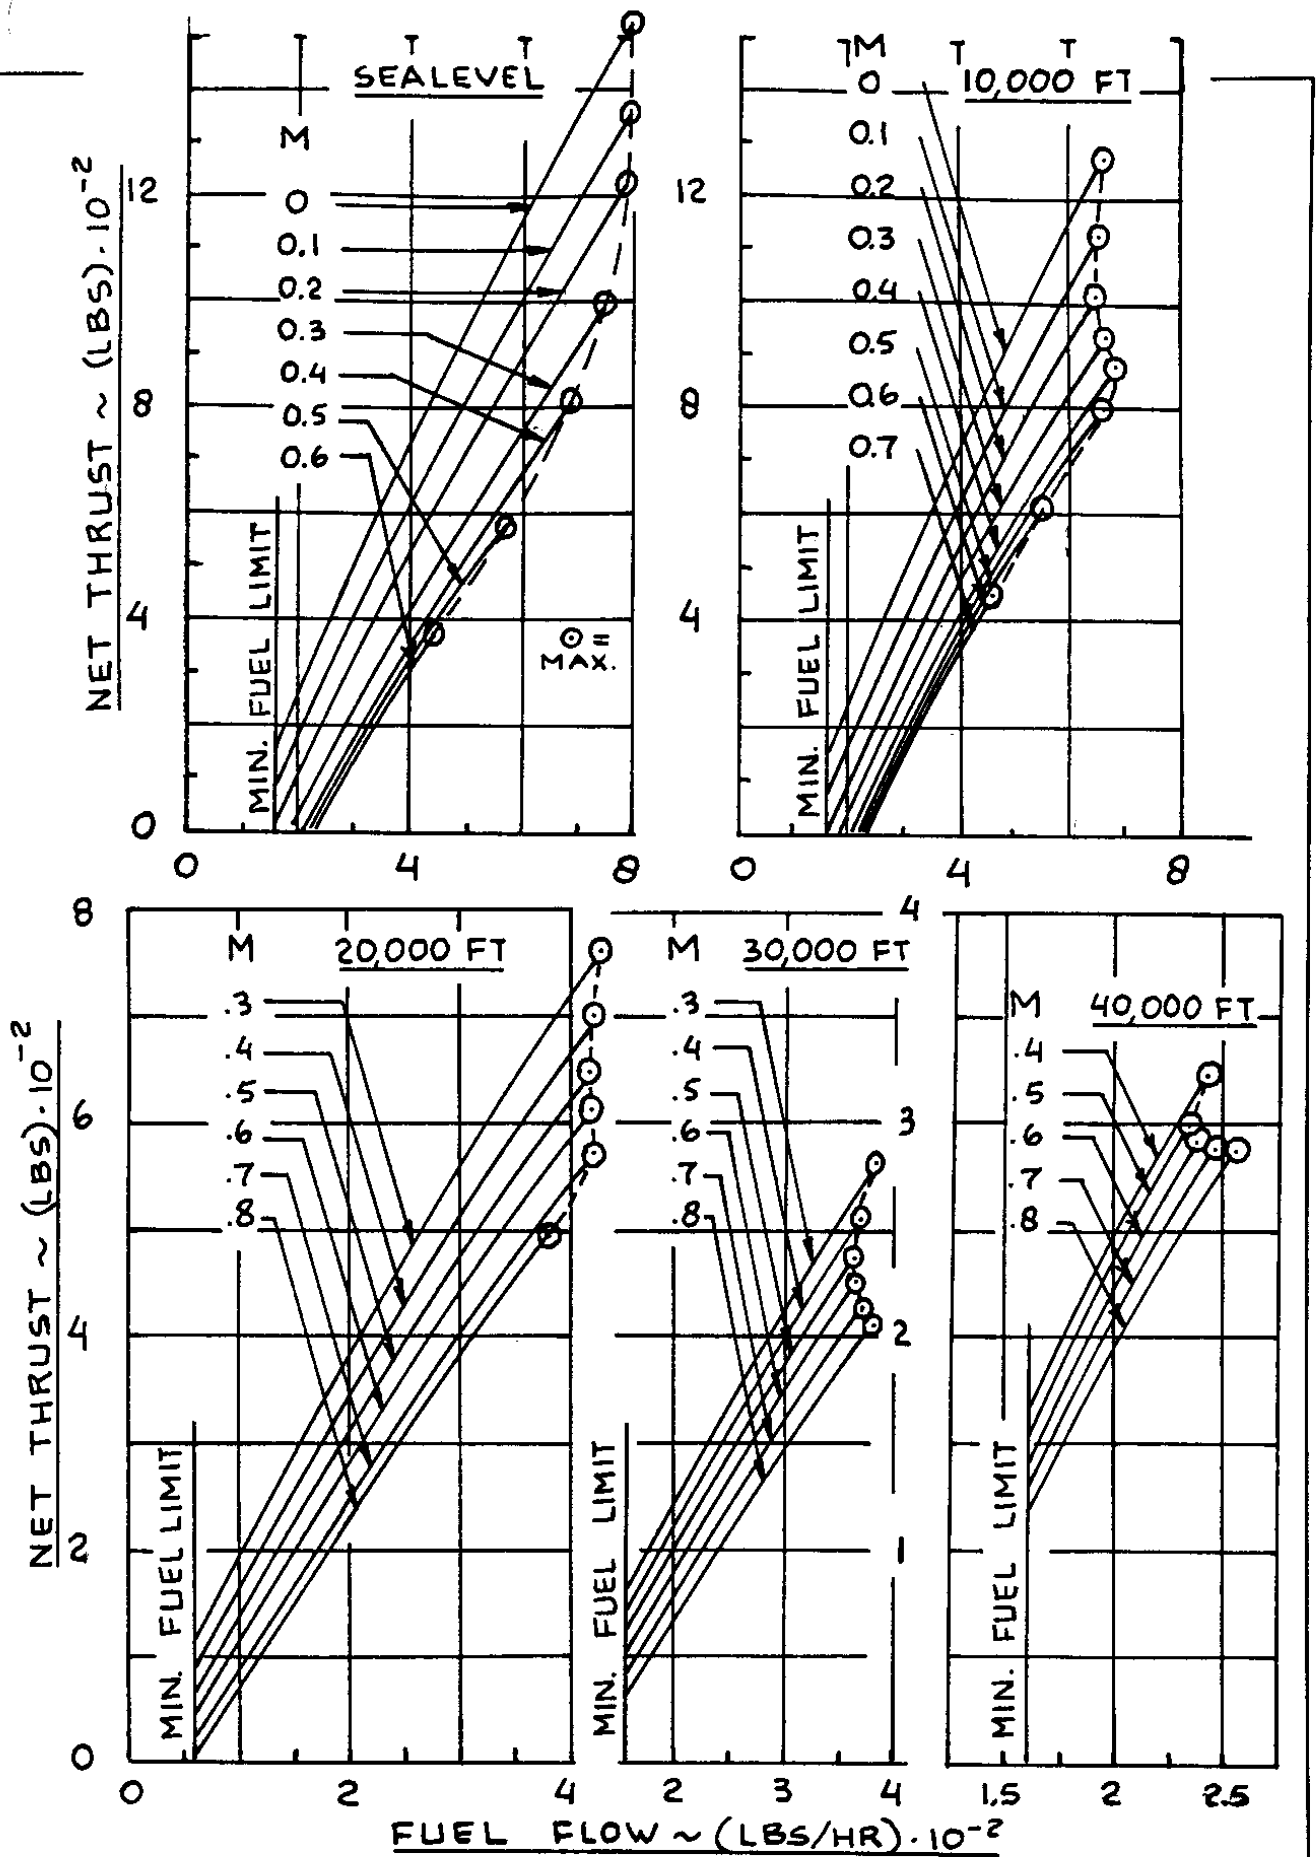 SEALEVEL
M
0
0.1
0.2
0.3
0.4
0.5
0.6
MIN. FUEL LIMIT
⊙ =
MAX.
12
8
4
0
0 4 8
NET THRUST ~ (LBS)·10⁻²
M
10,000 FT
0
0.1
0.2
0.3
0.4
0.5
0.6
0.7
MIN. FUEL LIMIT
12
8
4
0 4 8
M 20,000 FT
.3
.4
.5
.6
.7
.8
MIN. FUEL LIMIT
8
6
4
2
0
0 2 4
NET THRUST ~ (LBS)·10⁻²
M 30,000 FT
.3
.4
.5
.6
.7
.8
MIN. FUEL LIMIT
4
3
2
1
2 3 4
M 40,000 FT
.4
.5
.6
.7
.8
MIN. FUEL LIMIT
1.5 2 2.5
FUEL FLOW ~ (LBS/HR)·10⁻²